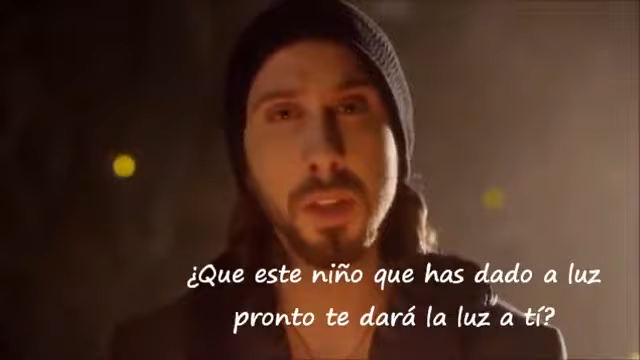 ¿Que este niño que has dado a luz
pronto te dará la luz a tí?